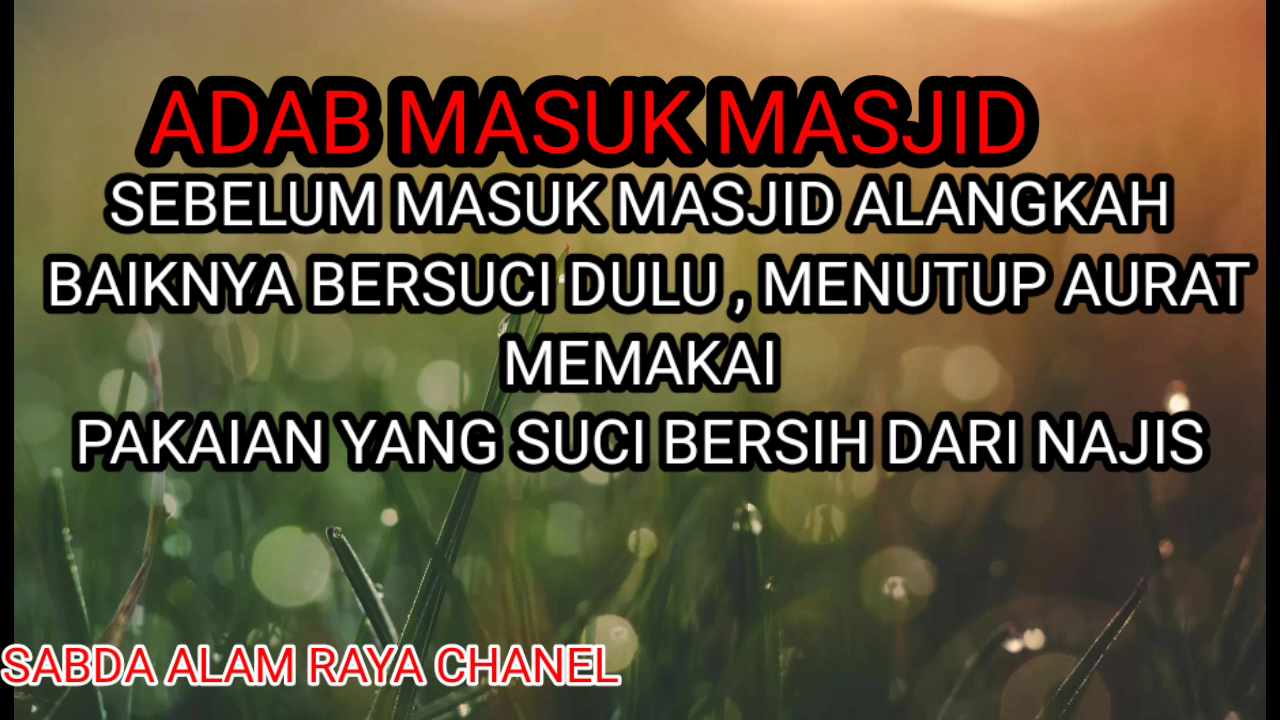 ADAB MASUK MASJID
SEBELUM MASUK MASJID ALANGKAH
BAIKNYA BERSUCI DULU , MENUTUP AURAT
MEMAKAI
PAKAIAN YANG SUCI BERSIH DARI NAJIS
SABDA ALAM RAYA CHANEL